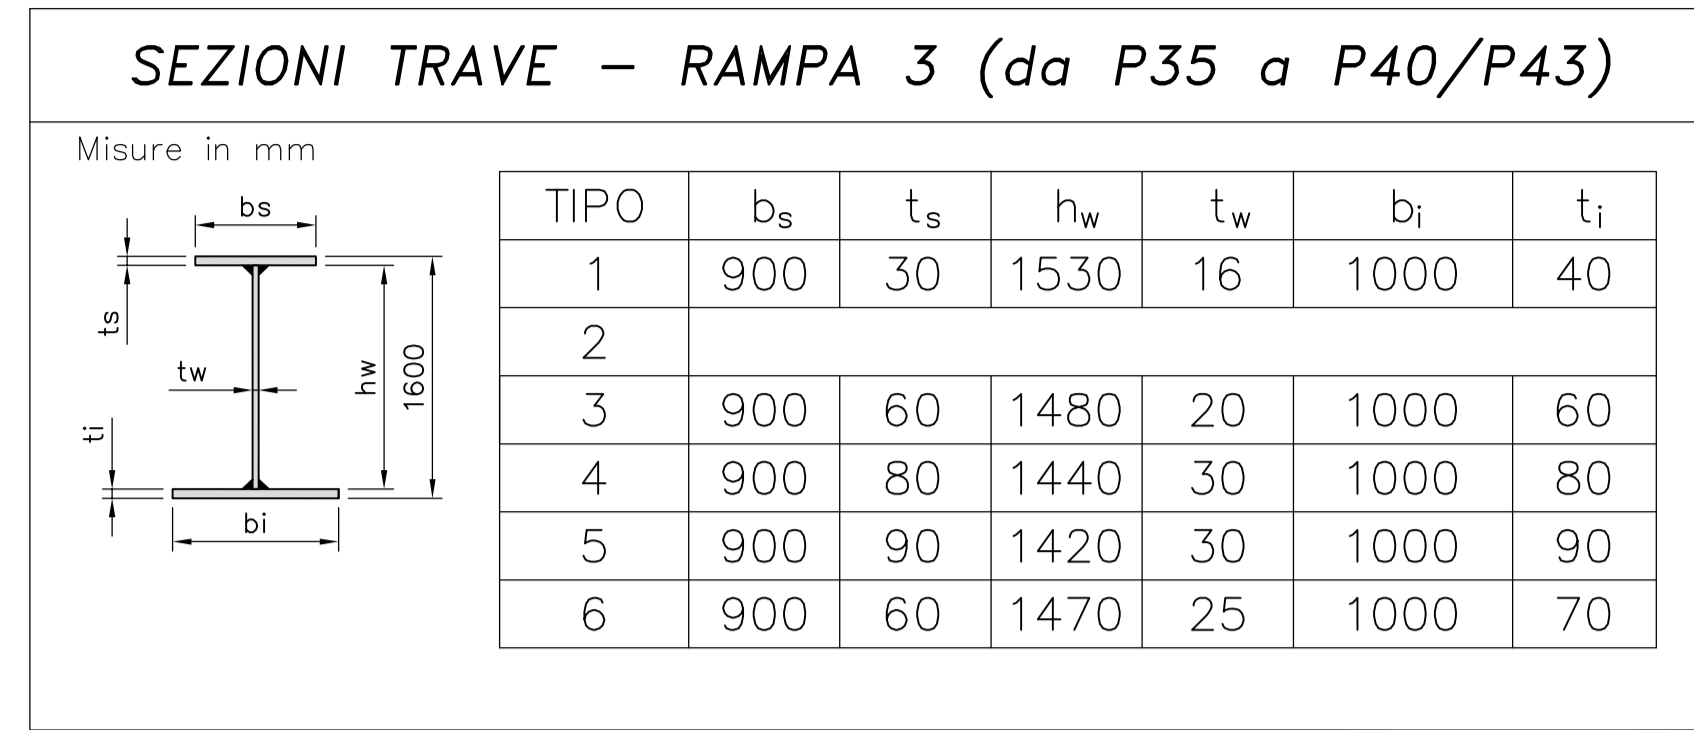 SEZIONI TRAVE – RAMPA 3 (da P35 a P40/P43)
Misure in mm
bs
ts
tw
hw
1600
ti
bi
TIPO bs ts hw tw bi ti
1 900 30 1530 16 1000 40
2
3 900 60 1480 20 1000 60
4 900 80 1440 30 1000 80
5 900 90 1420 30 1000 90
6 900 60 1470 25 1000 70